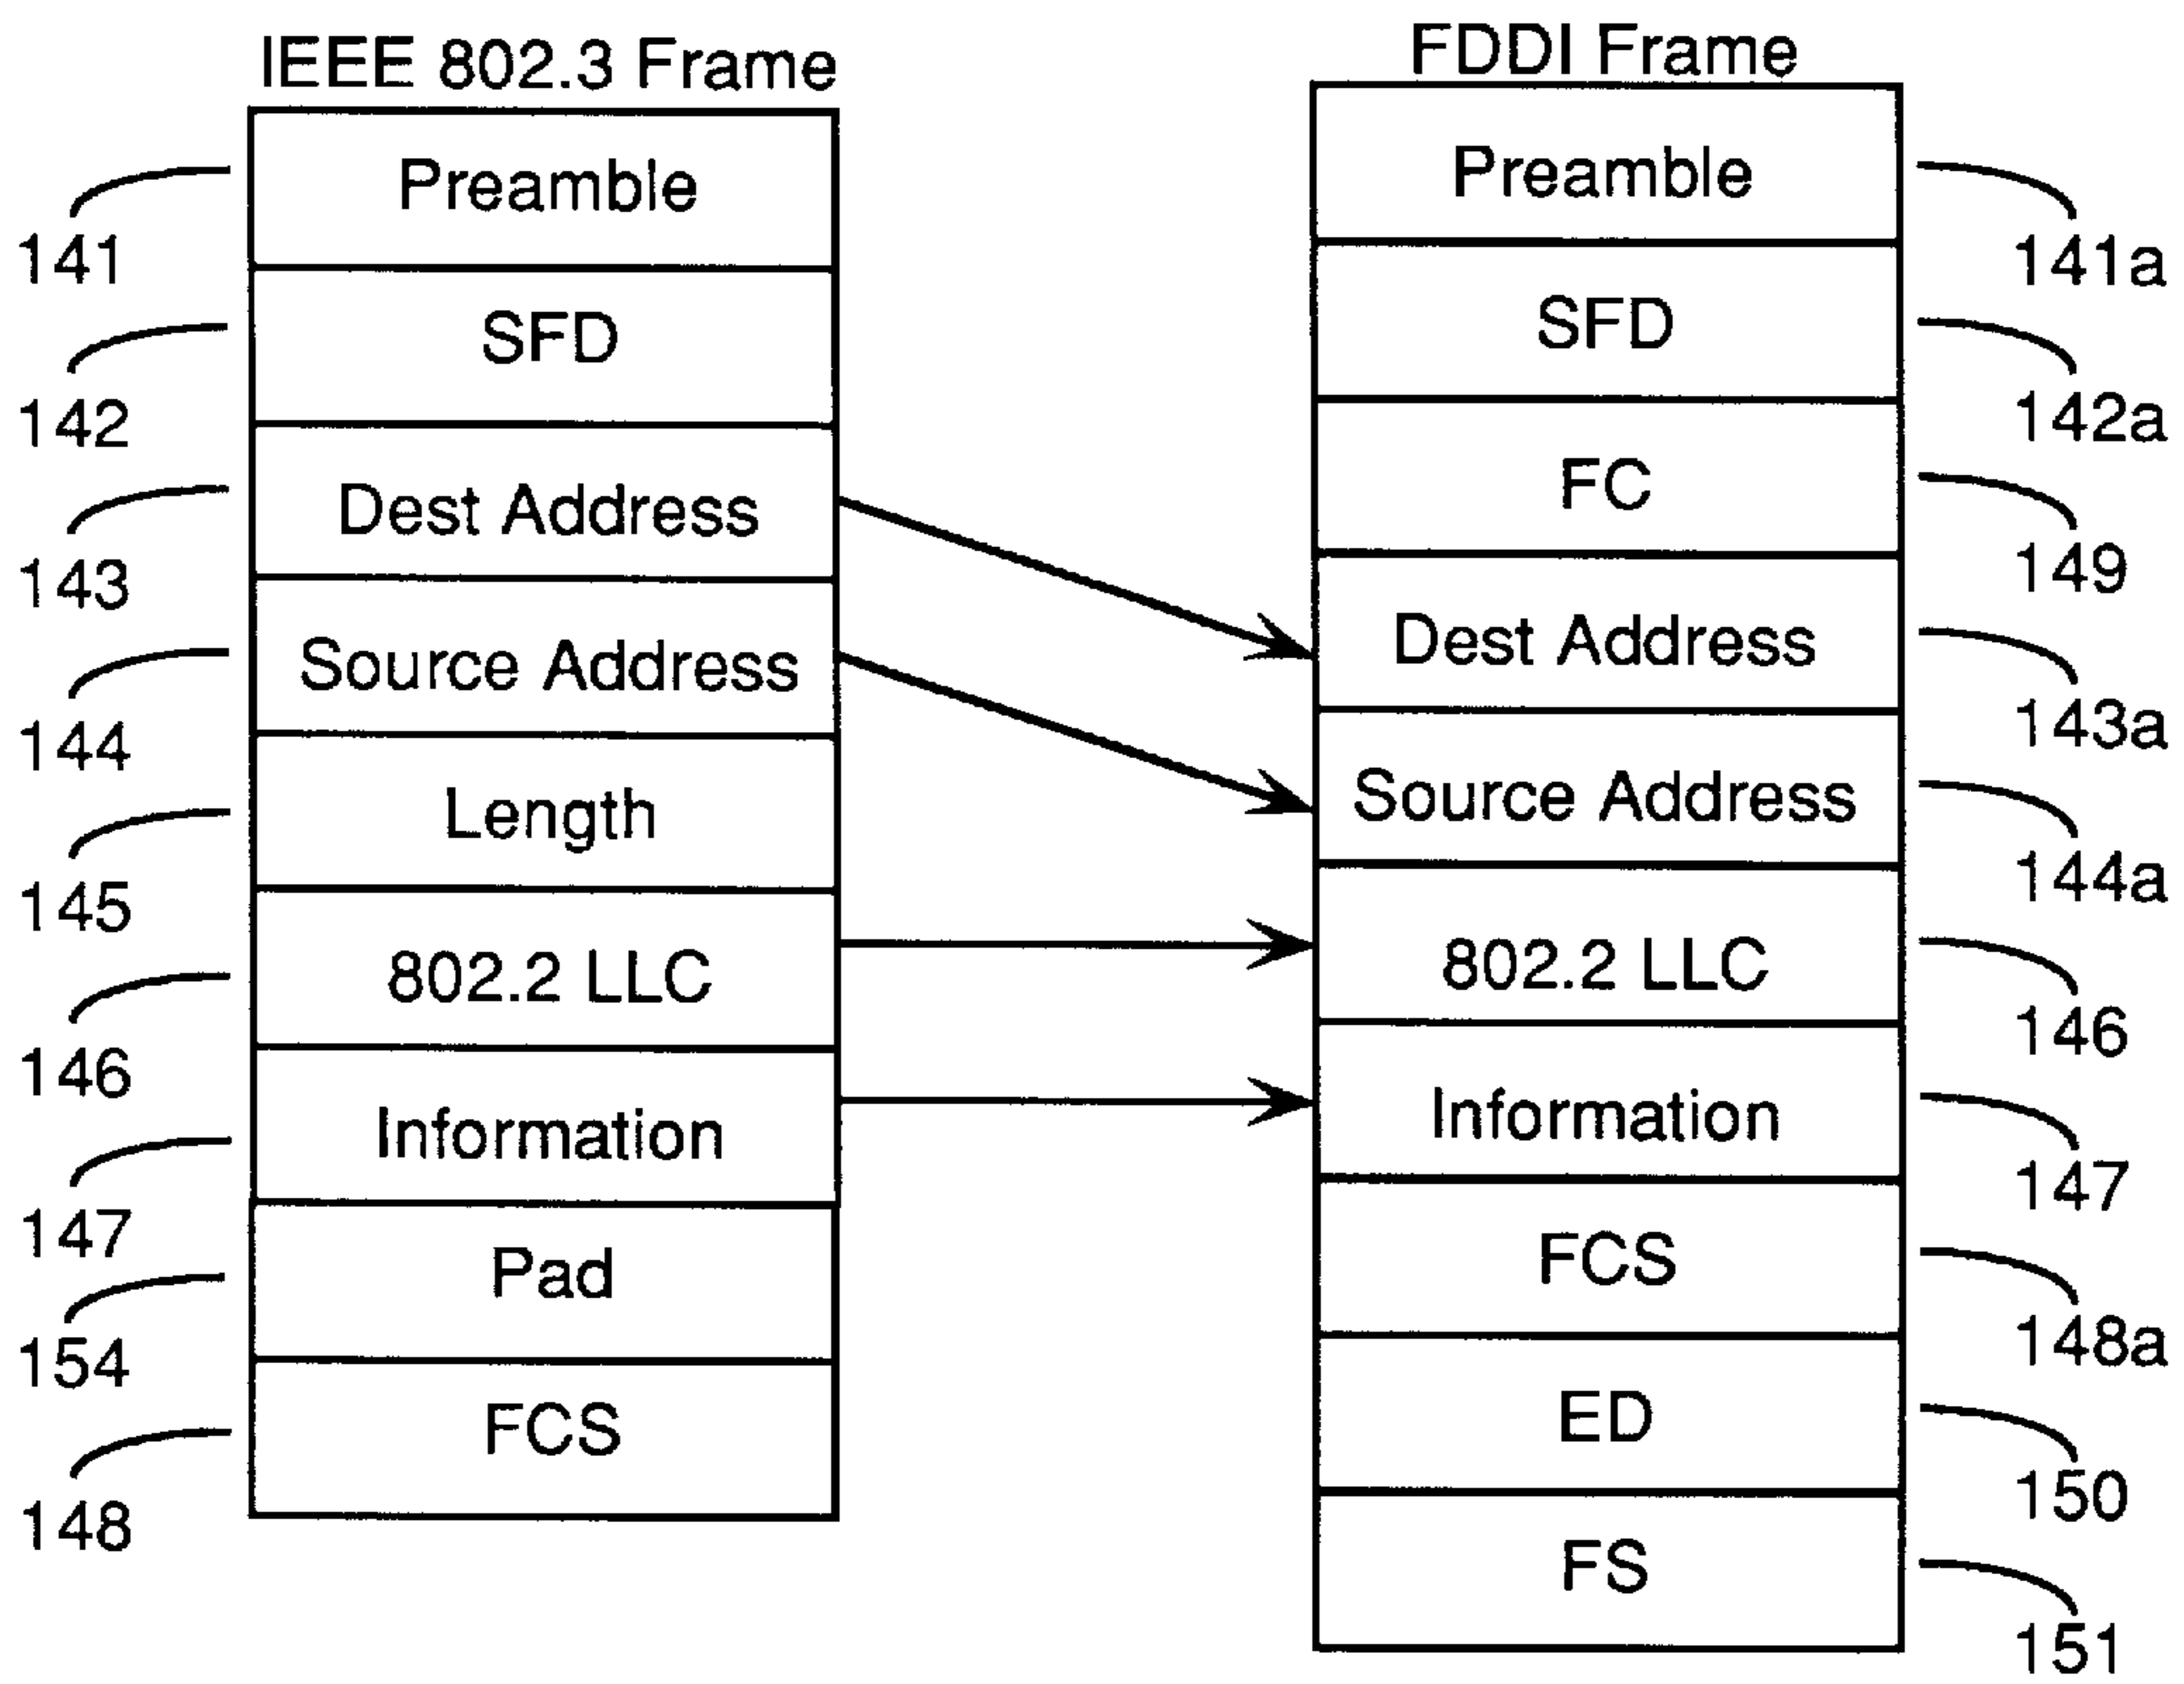 IEEE 802.3 Frame
Preamble
141
SFD
142
Dest Address
143
Source Address
144
Length
145
802.2 LLC
146
Information
147
Pad
154
FCS
148
FDDI Frame
Preamble
141a
SFD
142a
FC
149
Dest Address
143a
Source Address
144a
802.2 LLC
146
Information
147
FCS
148a
ED
150
FS
151